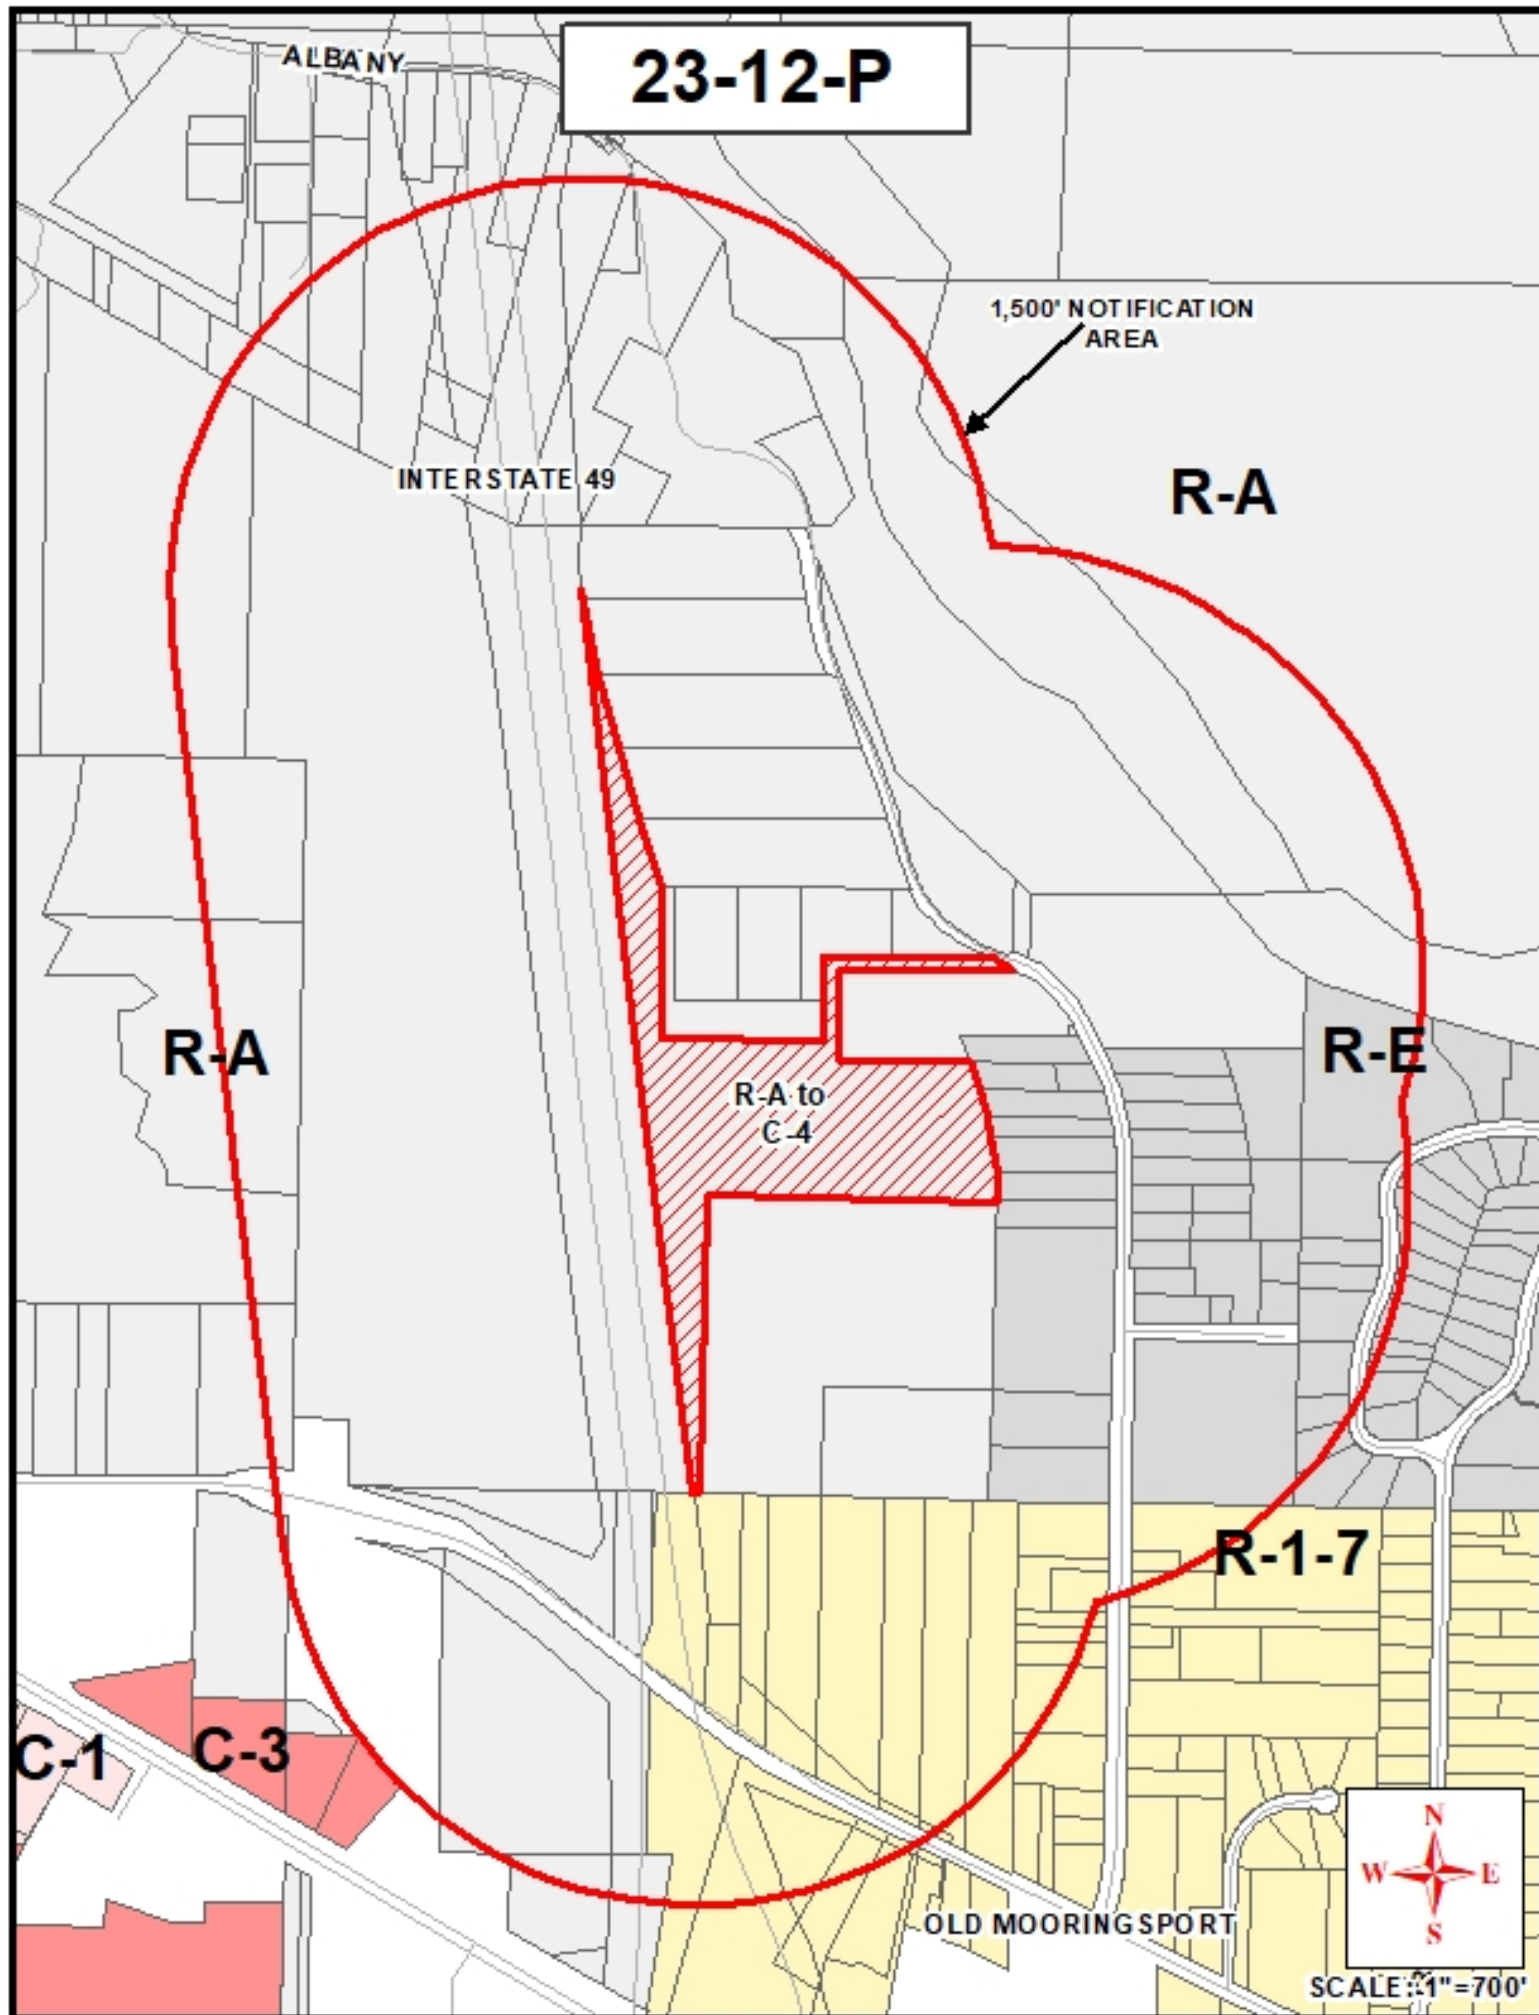 ALBANY
23-12-P
1,500' NOTIFICATION
AREA
INTERSTATE 49
R-A
R-A
R-E
R-A to
C-4
R-1-7
C-1
C-3
N
W E
S
OLD MOORINGSPORT
SCALE: 1"=700'